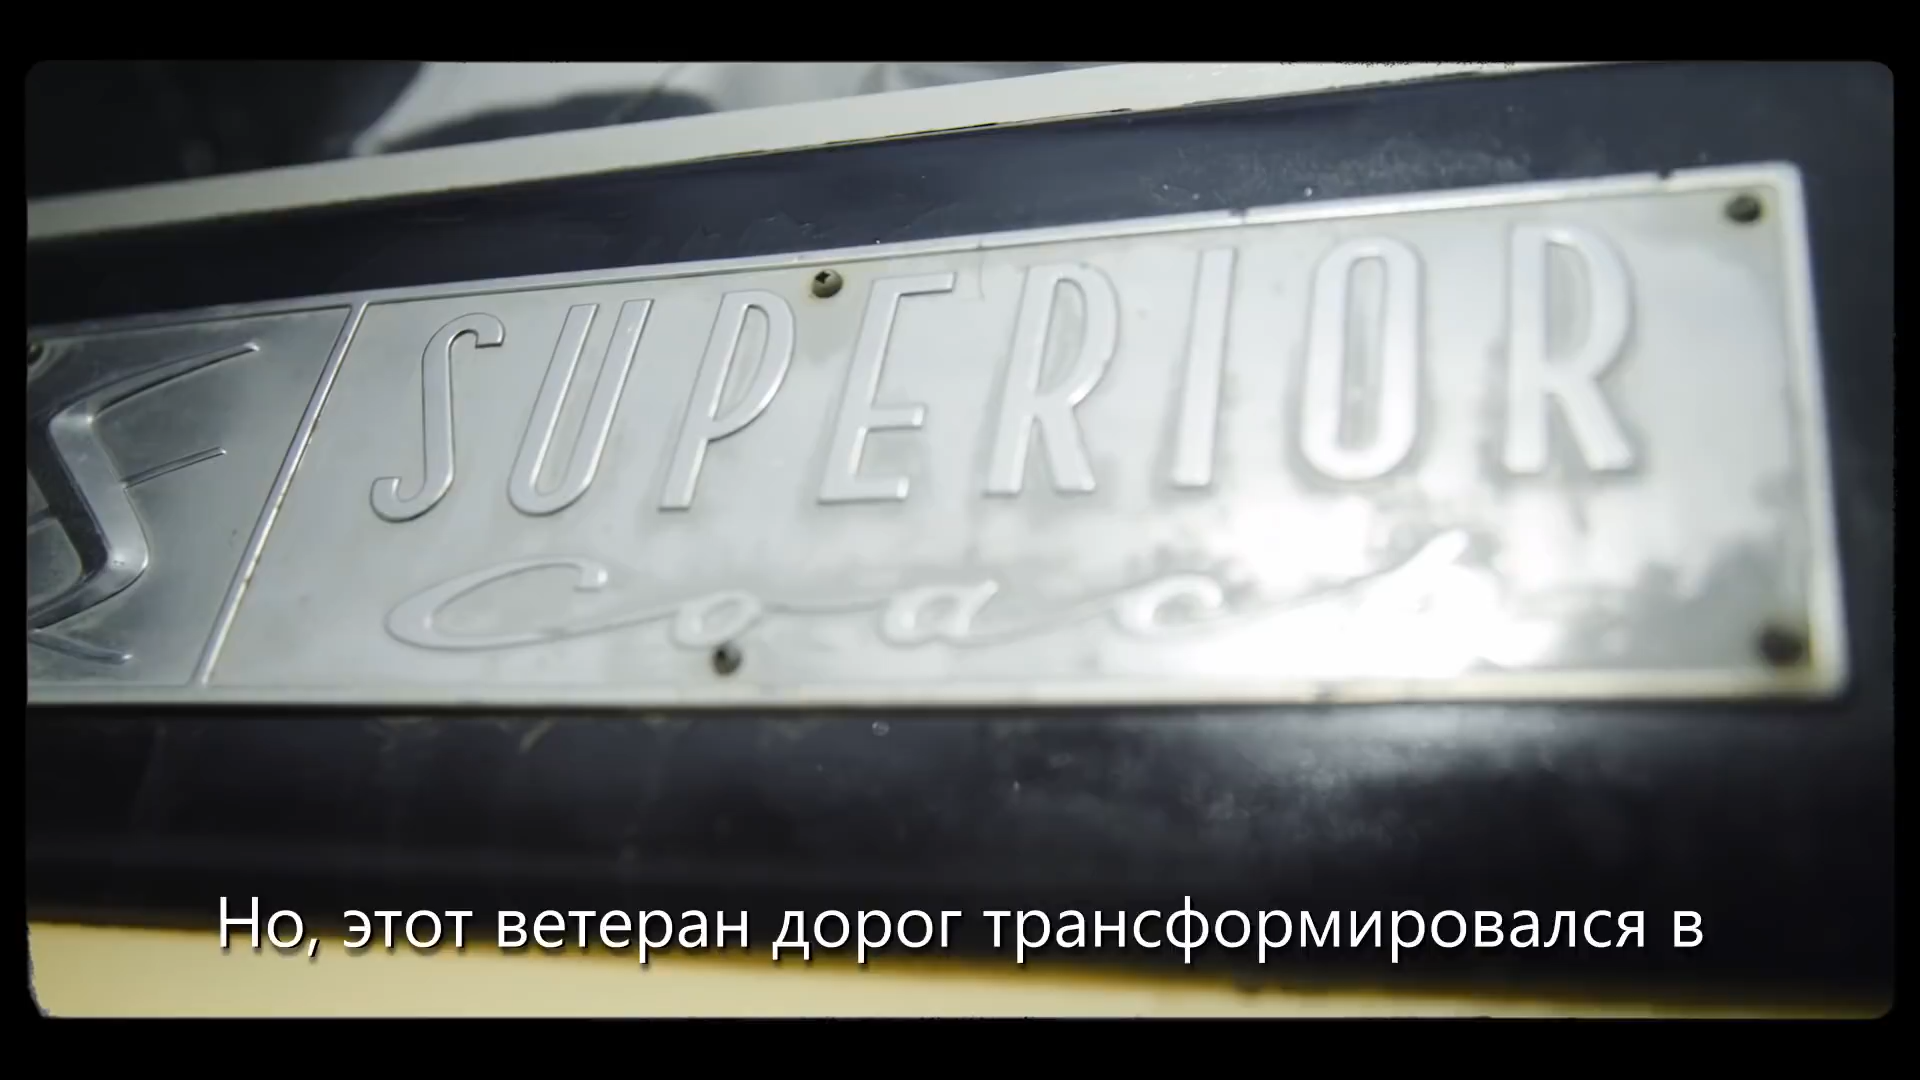 SUPERIOR
Coach
Но, этот ветеран дорог трансформировался в